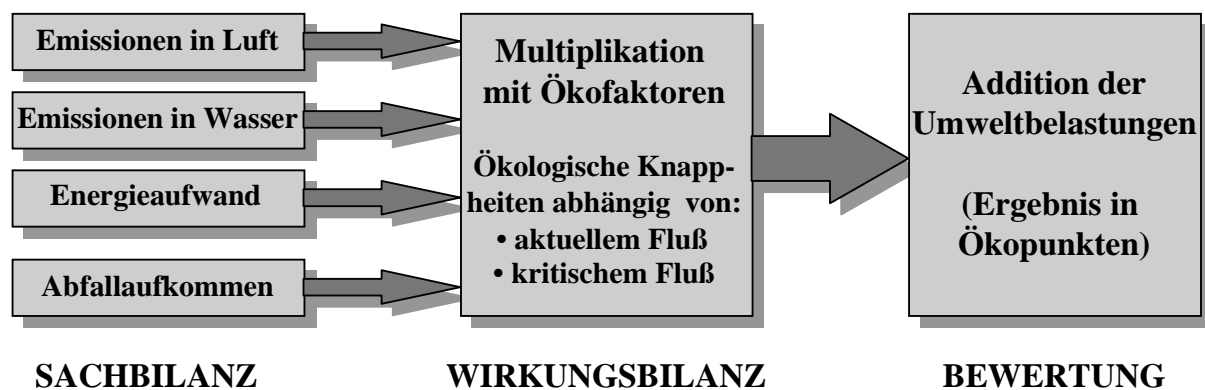 Emissionen in Luft
Emissionen in Wasser
Energieaufwand
Abfallaufkommen
Multiplikation
mit Ökofaktoren
Ökologische Knapp-
heiten abhängig von:
• aktuellem Fluß
• kritischem Fluß
Addition der
Umweltbelastungen
(Ergebnis in
Ökopunkten)
SACHBILANZ
WIRKUNGSBILANZ
BEWERTUNG